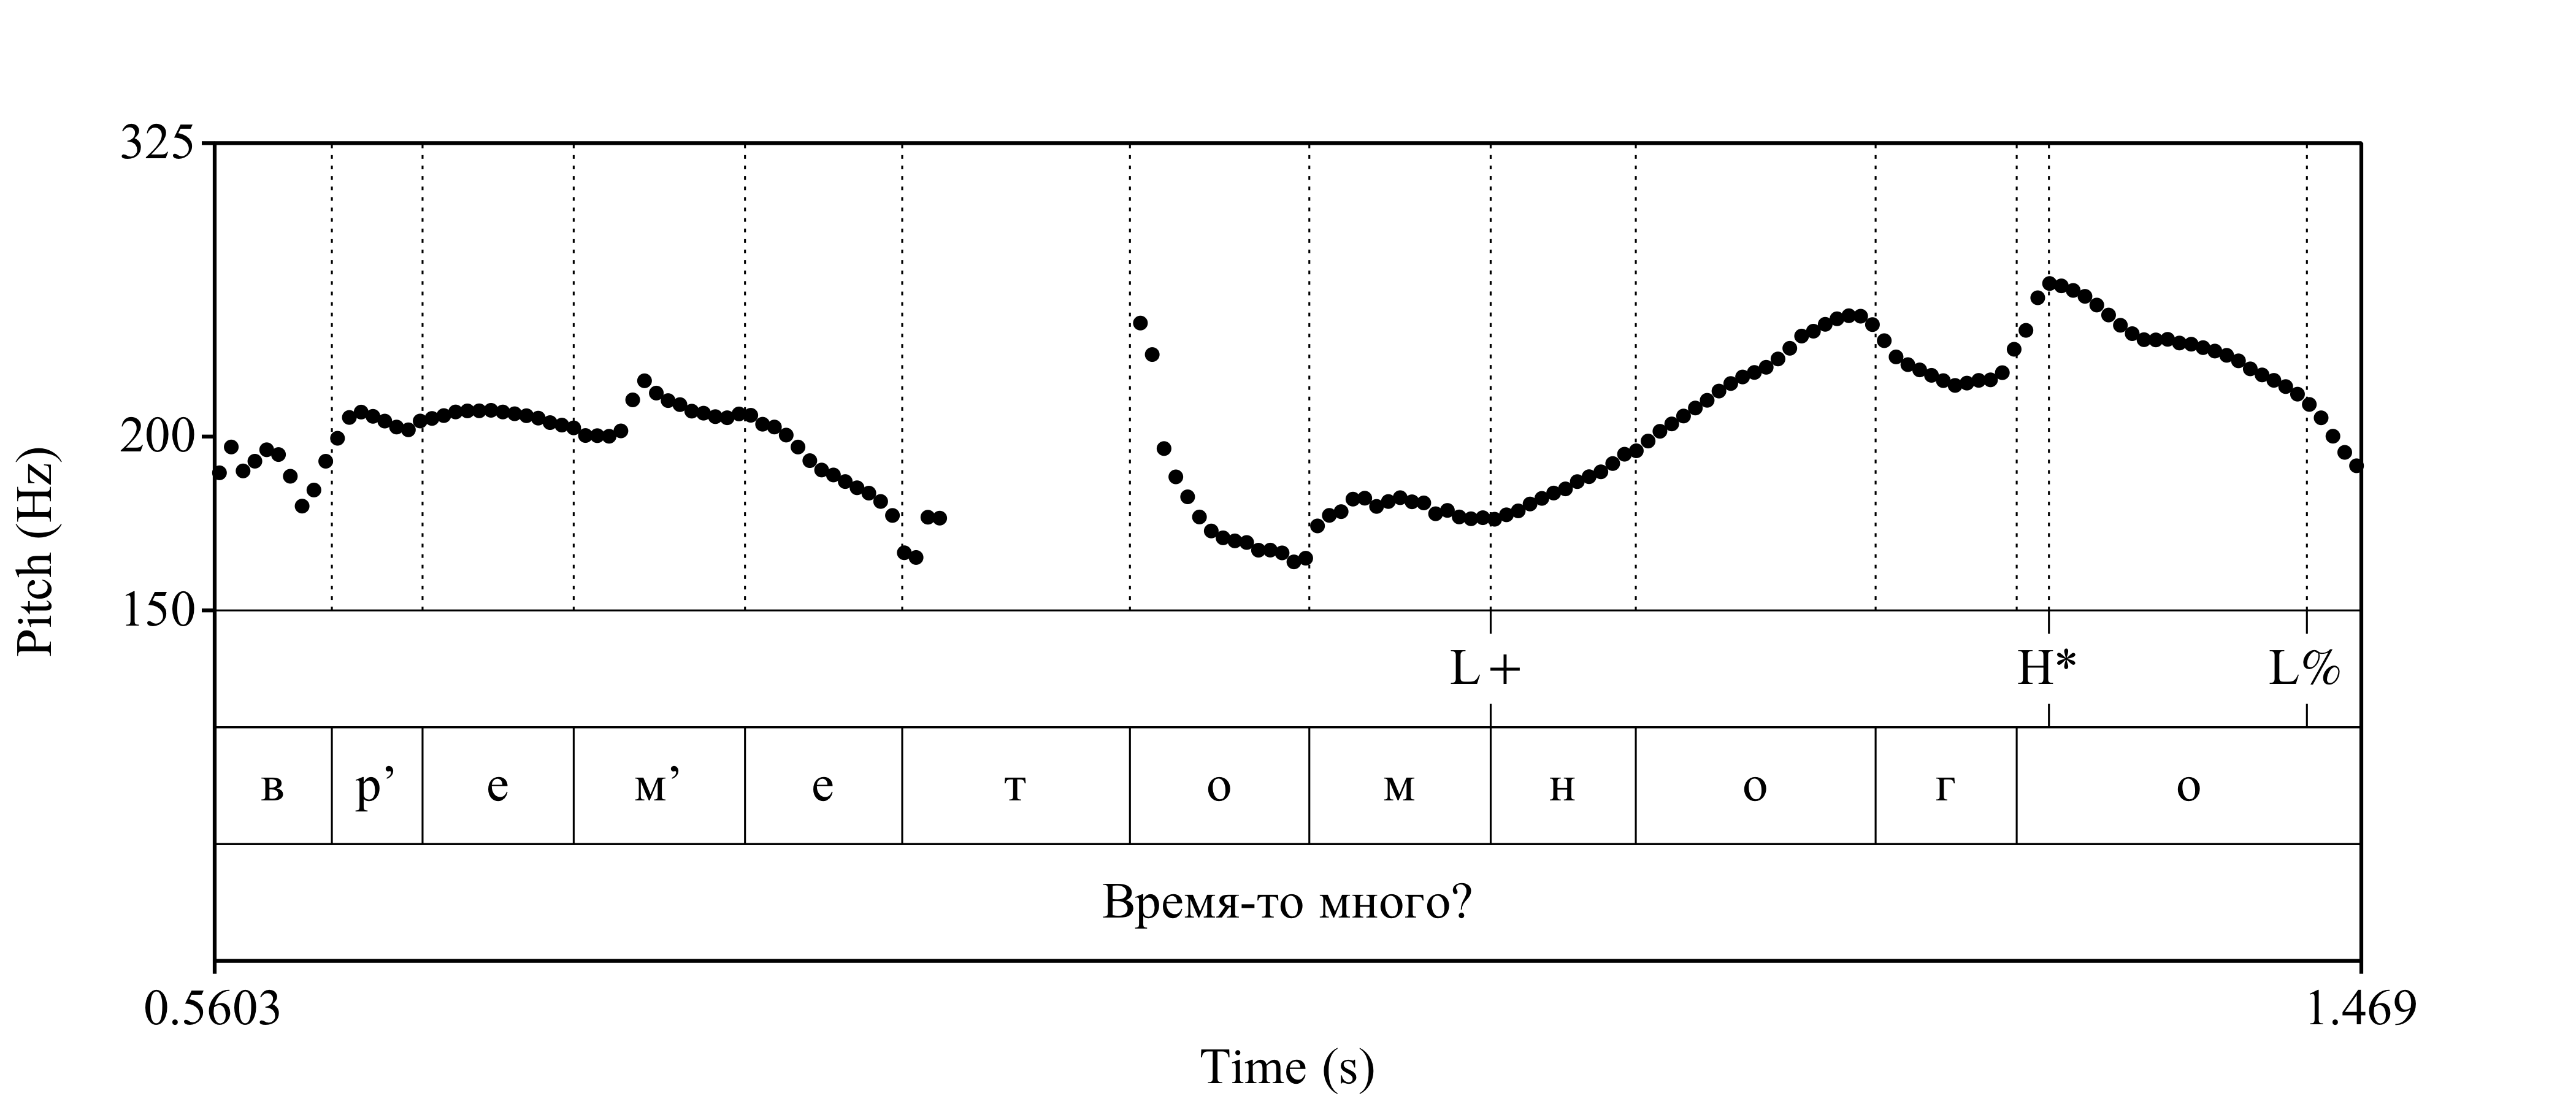 325
200
150
Pitch (Hz)
L+ H* L%
в р’ е м’ е т о м н о г о
Время-то много?
0.5603 1.469
Time (s)